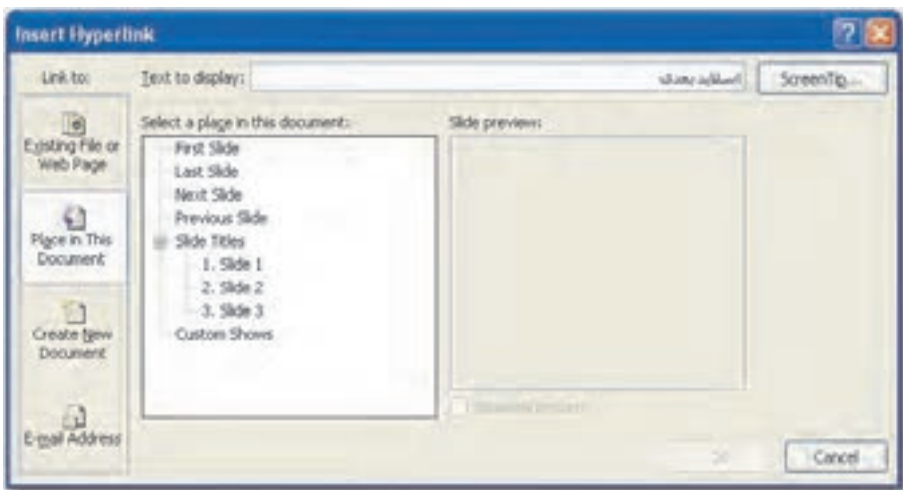 Insert Hyperlink
Link to:
Text to display:
ScreenTip...
Existing File or
Web Page
Place in This
Document
Create New
Document
E-mail Address
Select a place in this document:
First Slide
Last Slide
Next Slide
Previous Slide
Slide Titles
1. Slide 1
2. Slide 2
3. Slide 3
Custom Shows
Slide preview:
Cancel